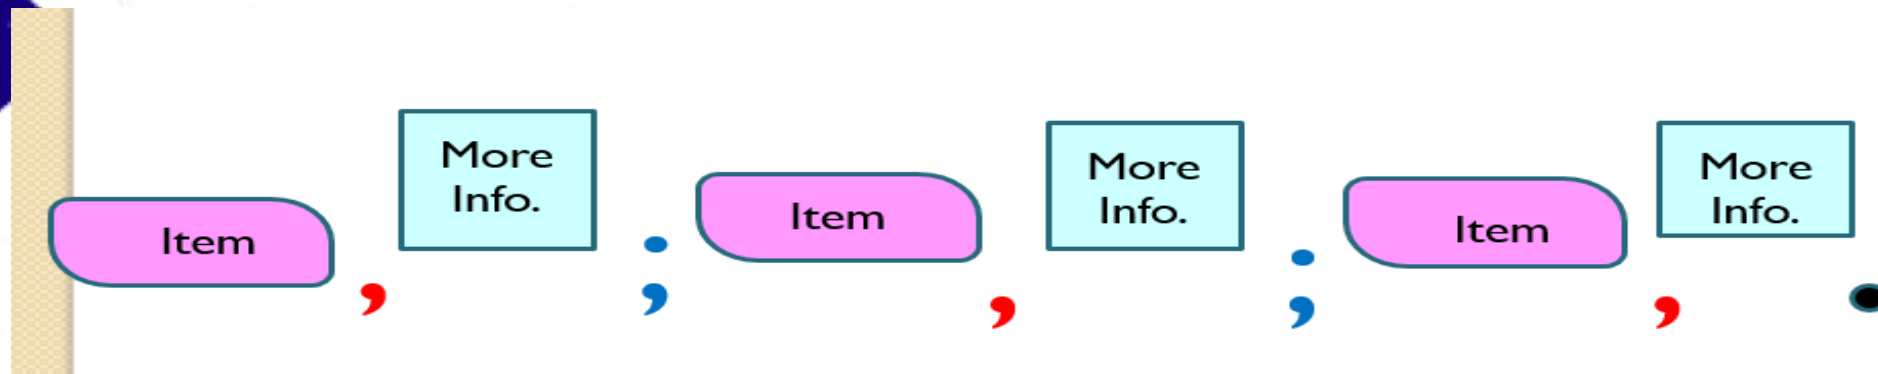 Item , More Info. ; Item , More Info. ; Item , More Info. .